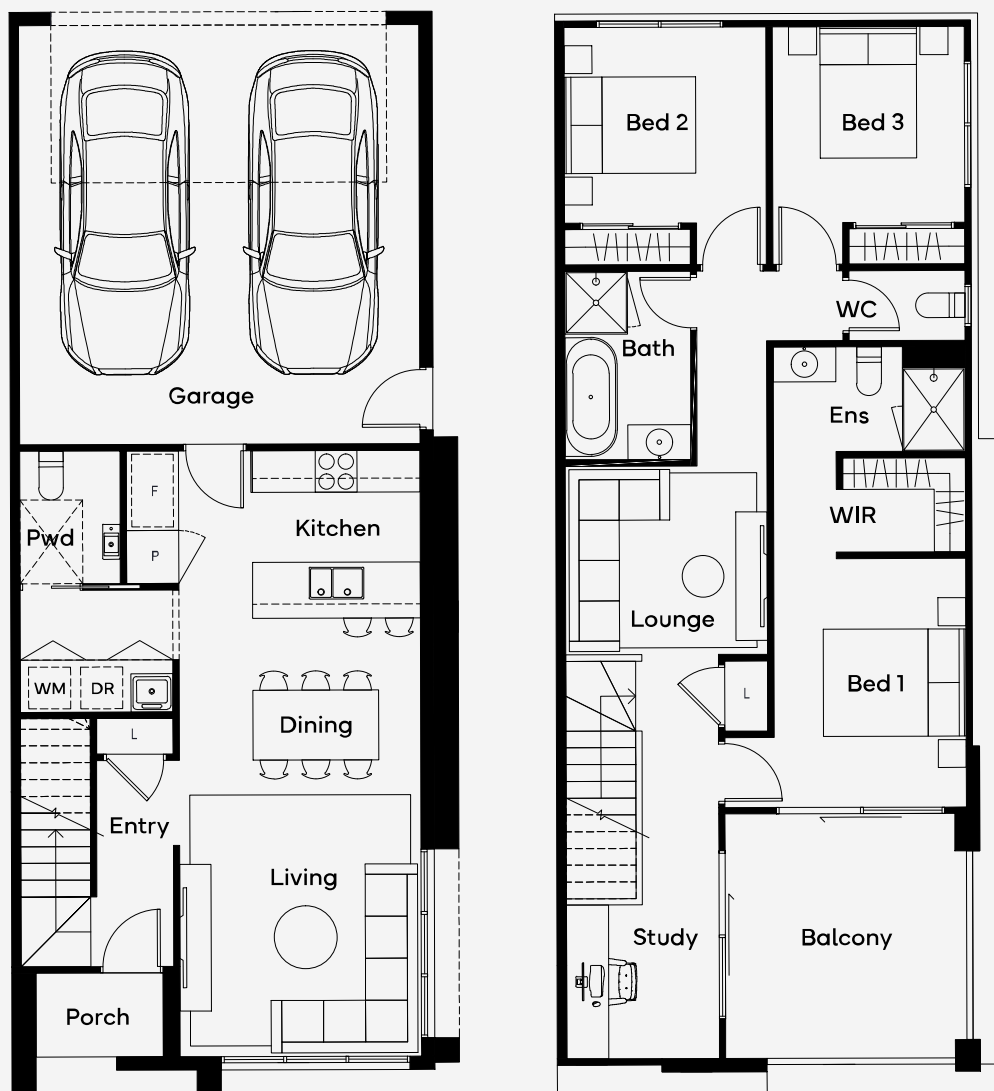 Garage
Pwd
F
P
Kitchen
WM
DR
L
Dining
Entry
Living
Porch
Bed 2
Bed 3
WC
Bath
Ens
WIR
Lounge
L
Bed 1
Study
Balcony